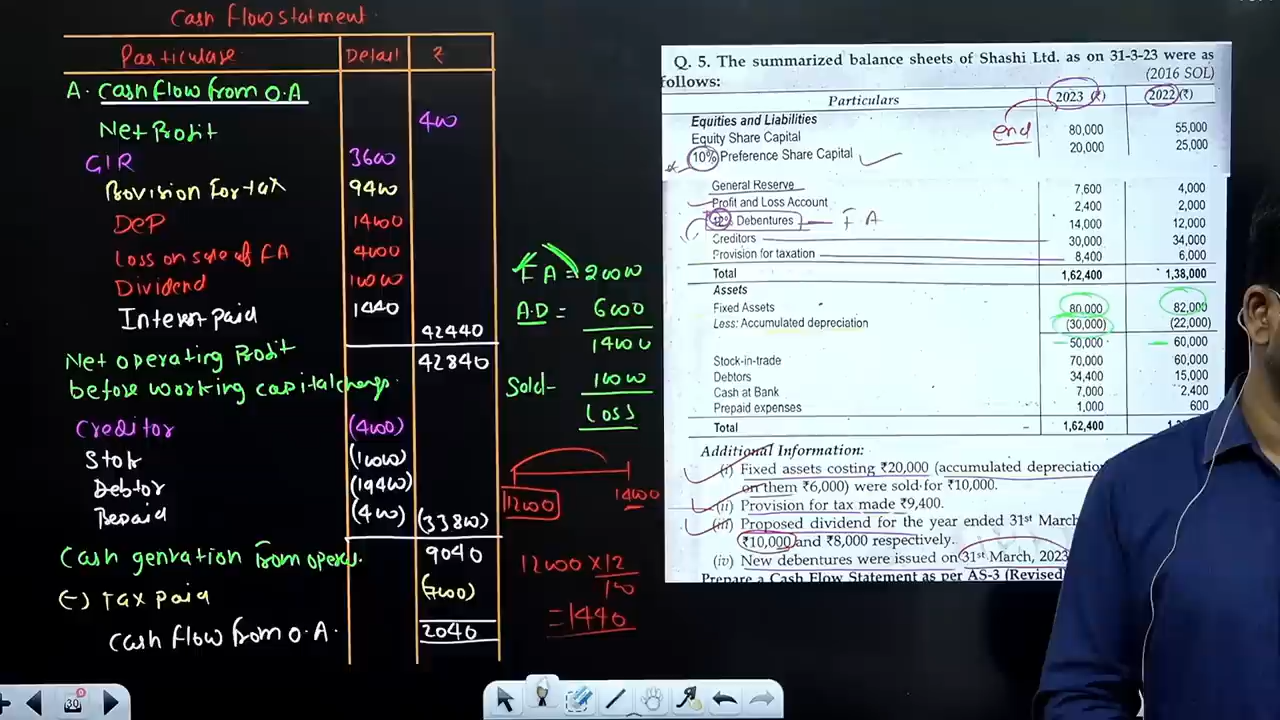 Cash flow statment
Particulars Detail ₹
A. Cash flow from O.A
Net Profit 400
GIR 3600
Provision For tax 9400
DeP 14000
Loss on sale of FA 4000
Dividend 10000
Interst paid 1440
42440
Net operating Profit 42840
before working capital change.
Creditor (4000)
Stok (10000)
Debtor (19400)
Prepaid (400) (33800)
Cash genration from operas. 9040
(-) Tax paid (7000)
Cash flow from O.A. 2040
FA = 20000
A.D = 6000
14000
Sold - 10000
Loss
12000 14000
12000 × 12
100
= 1440
Q. 5. The summarized balance sheets of Shashi Ltd. as on 31-3-23 were as
follows: (2016 SOL)
Particulars 2023 (₹) 2022(₹)
end
Equities and Liabilities
Equity Share Capital 80,000 55,000
10% Preference Share Capital 20,000 25,000
General Reserve 7,600 4,000
Profit and Loss Account 2,400 2,000
12% Debentures FA 14,000 12,000
Creditors 30,000 34,000
Provision for taxation 8,400 6,000
Total 1,62,400 1,38,000
Assets
Fixed Assets 80,000 82,000
Less: Accumulated depreciation (30,000) (22,000)
50,000 60,000
Stock-in-trade 70,000 60,000
Debtors 34,400 15,000
Cash at Bank 7,000 2,400
Prepaid expenses 1,000 600
Total 1,62,400
Additional Information:
(i) Fixed assets costing ₹20,000 (accumulated depreciation
on them ₹6,000) were sold for ₹10,000.
(ii) Provision for tax made ₹9,400.
(iii) Proposed dividend for the year ended 31st March
₹10,000 and ₹8,000 respectively.
(iv) New debentures were issued on 31st March, 2023
Prepare a Cash Flow Statement as per AS-3 (Revised)
30